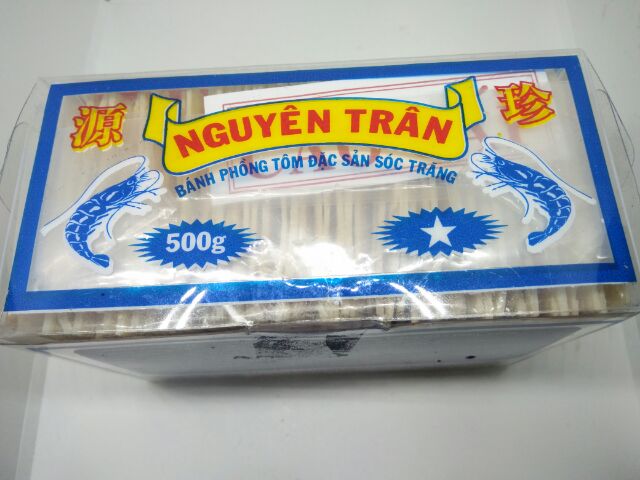 源 珍
NGUYÊN TRÂN
BÁNH PHỒNG TÔM ĐẶC SẢN SÓC TRĂNG
500g